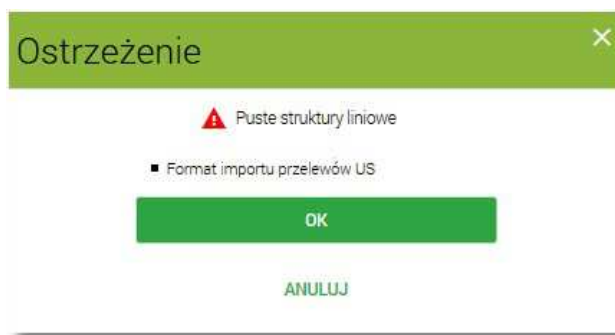 Ostrzeżenie
Puste struktury liniowe
Format importu przelewów US
OK
ANULUJ